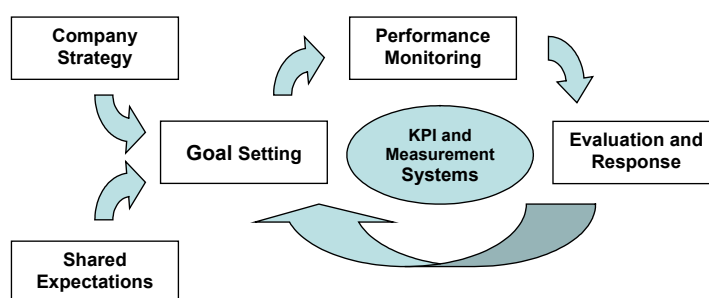 Company
Strategy
Performance
Monitoring
Goal Setting
KPI and
Measurement
Systems
Evaluation and
Response
Shared
Expectations